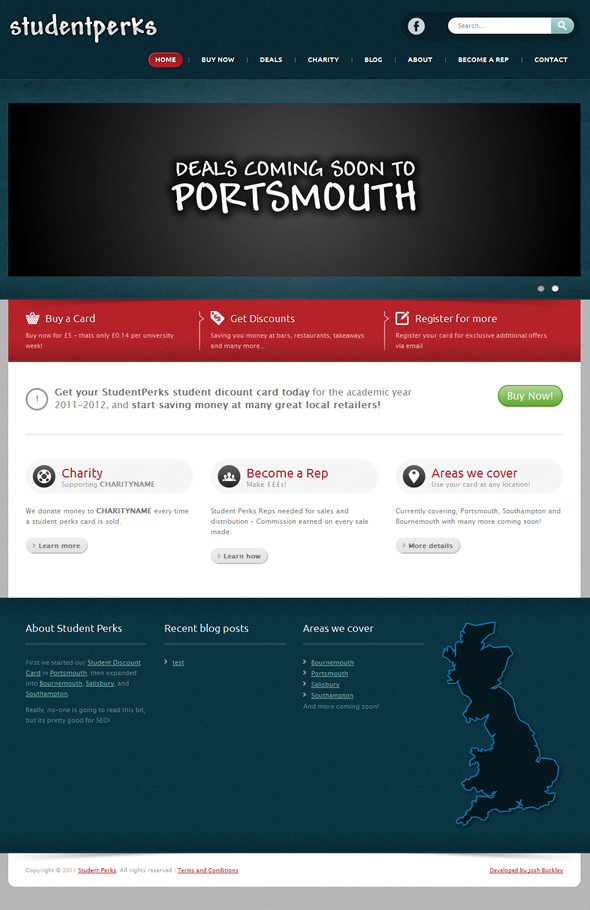 studentperks
Search...
HOME
BUY NOW
DEALS
CHARITY
BLOG
ABOUT
BECOME A REP
CONTACT
DEALS COMING SOON TO
PORTSMOUTH
Buy a Card
Buy now for £5 - thats only £0.14 per university
week!
Get Discounts
Saving you money at bars, restaurants, takeaways
and many more...
Register for more
Register your card for exclusive additional offers
via email
Get your StudentPerks student dicount card today for the academic year
2011-2012, and start saving money at many great local retailers!
Buy Now!
Charity
Supporting CHARITYNAME
We donate money to CHARITYNAME every time
a student perks card is sold.
Learn more
Become a Rep
Make £££s!
Student Perks Reps needed for sales and
distribution - Commission earned on every sale
made.
Learn how
Areas we cover
Use your card at any location!
Currently covering, Portsmouth, Southampton and
Bournemouth with many more coming soon!
More details
About Student Perks
First we started our Student Discount
Card in Portsmouth, then expanded
into Bournemouth, Salisbury, and
Southampton
Really, no-one is going to read this bit,
but its pretty good for SEO!
Recent blog posts
test
Areas we cover
Bournemouth
Portsmouth
Salisbury
Southampton
And more coming soon!
Copyright © 2011 Student Perks. All rights reserved | Terms and Conditions
Developed by Josh Buckley